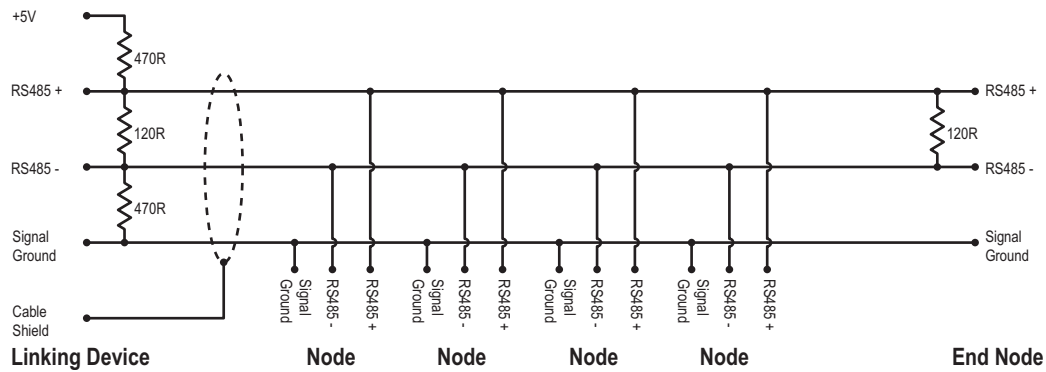 +5V
470R
RS485 +
RS485 +
120R
120R
RS485 -
RS485 -
470R
Signal
Ground
Signal
Ground
Signal
Ground
RS485 -
RS485 +
Signal
Ground
RS485 -
RS485 +
Signal
Ground
RS485 -
RS485 +
Signal
Ground
RS485 -
RS485 +
Cable
Shield
Linking Device
Node
Node
Node
Node
End Node